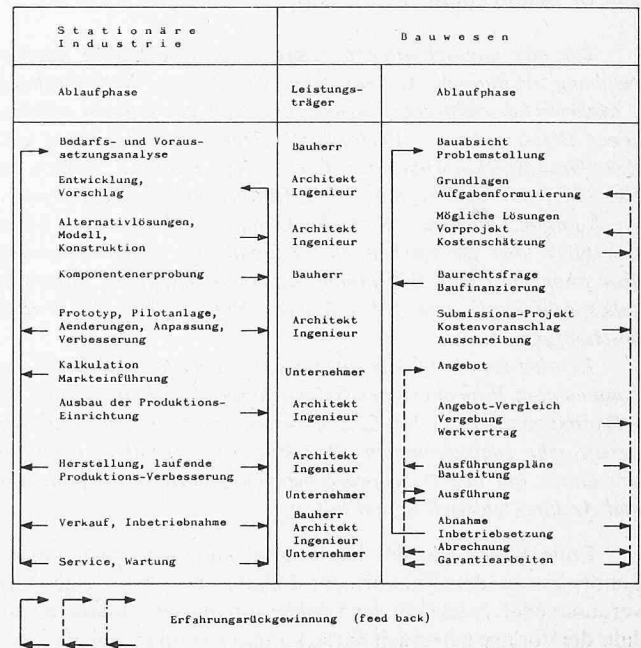 Stationäre
Industrie
Bauwesen
Ablaufphase
Leistungs-
träger
Ablaufphase
Bedarfs- und Voraus-
setzungsanalyse
Bauherr
Bauabsicht
Problemstellung
Entwicklung,
Vorschlag
Architekt
Ingenieur
Grundlagen
Aufgabenformulierung
Alternativlösungen,
Modell,
Konstruktion
Architekt
Ingenieur
Mögliche Lösungen
Vorprojekt
Kostenschätzung
Komponentenerprobung
Bauherr
Baurechtsfrage
Baufinanzierung
Prototyp, Pilotanlage,
Aenderungen, Anpassung,
Verbesserung
Architekt
Ingenieur
Submissions-Projekt
Kostenvoranschlag
Ausschreibung
Kalkulation
Markteinführung
Unternehmer
Angebot
Ausbau der Produktions-
Einrichtung
Architekt
Ingenieur
Angebot-Vergleich
Vergebung
Werkvertrag
Herstellung, laufende
Produktions-Verbesserung
Architekt
Ingenieur
Unternehmer
Ausführungspläne
Bauleitung
Ausführung
Verkauf, Inbetriebnahme
Bauherr
Architekt
Ingenieur
Unternehmer
Abnahme
Inbetriebsetzung
Abrechnung
Garantiearbeiten
Service, Wartung
Erfahrungsrückgewinnung (feed back)